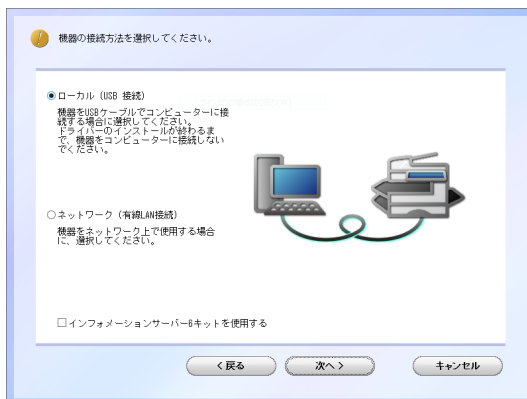 機器の接続方法を選択してください。
ローカル（USB 接続）
機器をUSBケーブルでコンピューターに接
続する場合に選択してください。
ドライバーのインストールが終わるま
で、機器をコンピューターに接続しない
でください。
ネットワーク（有線LAN接続）
機器をネットワーク上で使用する場合
に、選択してください。
インフォメーションサーバー6キットを使用する
＜戻る
次へ＞
キャンセル